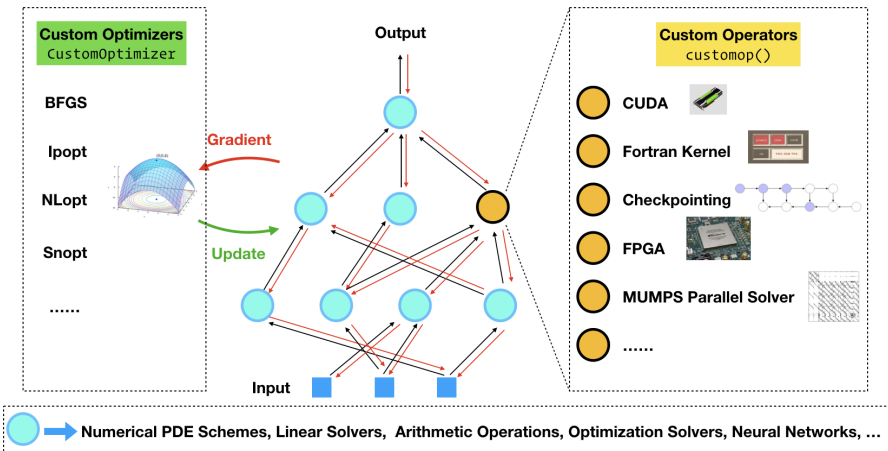 Custom Optimizers
CustomOptimizer
BFGS
Ipopt
NLopt
Snopt
......
Gradient
Update
Output
Input
Custom Operators
customop()
CUDA
Fortran Kernel
Checkpointing
FPGA
MUMPS Parallel Solver
......
Numerical PDE Schemes, Linear Solvers, Arithmetic Operations, Optimization Solvers, Neural Networks, ...